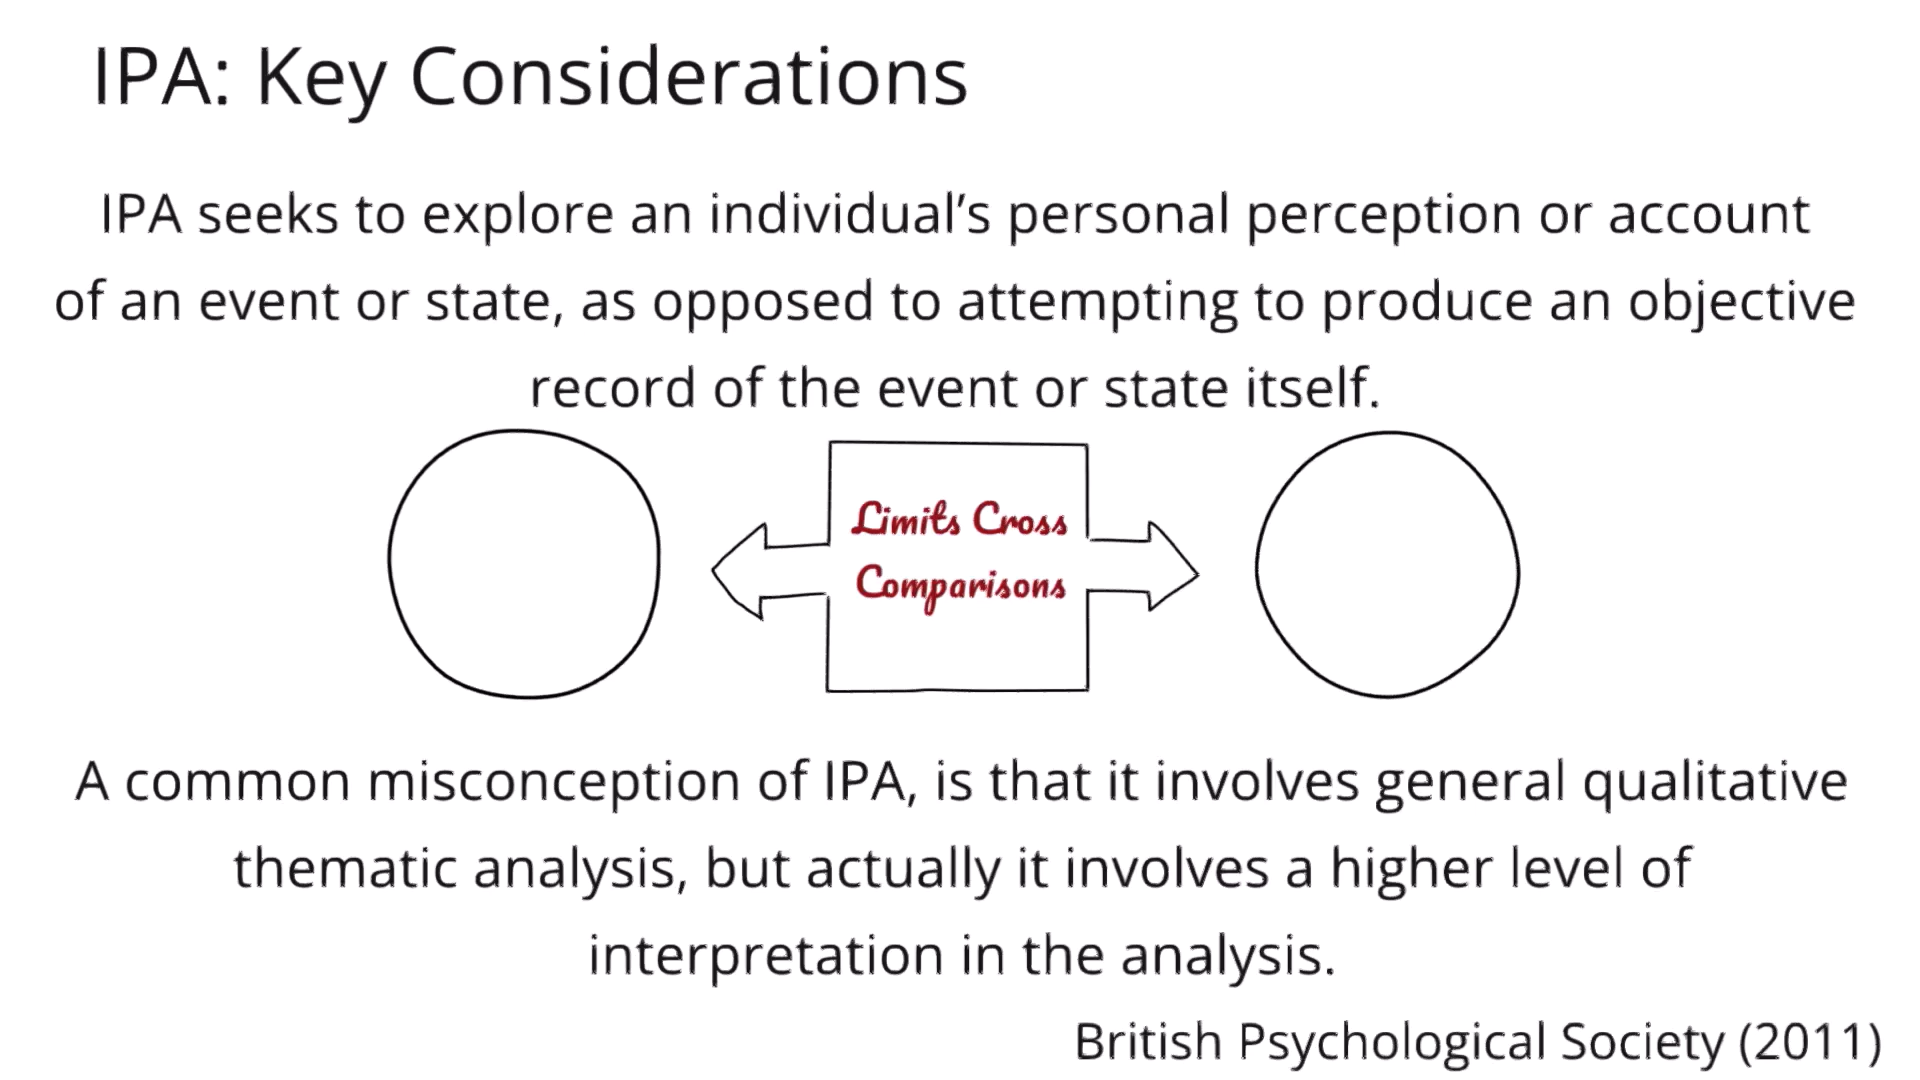 IPA: Key Considerations
IPA seeks to explore an individual’s personal perception or account
of an event or state, as opposed to attempting to produce an objective
record of the event or state itself.
Limits Cross
Comparisons
A common misconception of IPA, is that it involves general qualitative
thematic analysis, but actually it involves a higher level of
interpretation in the analysis.
British Psychological Society (2011)